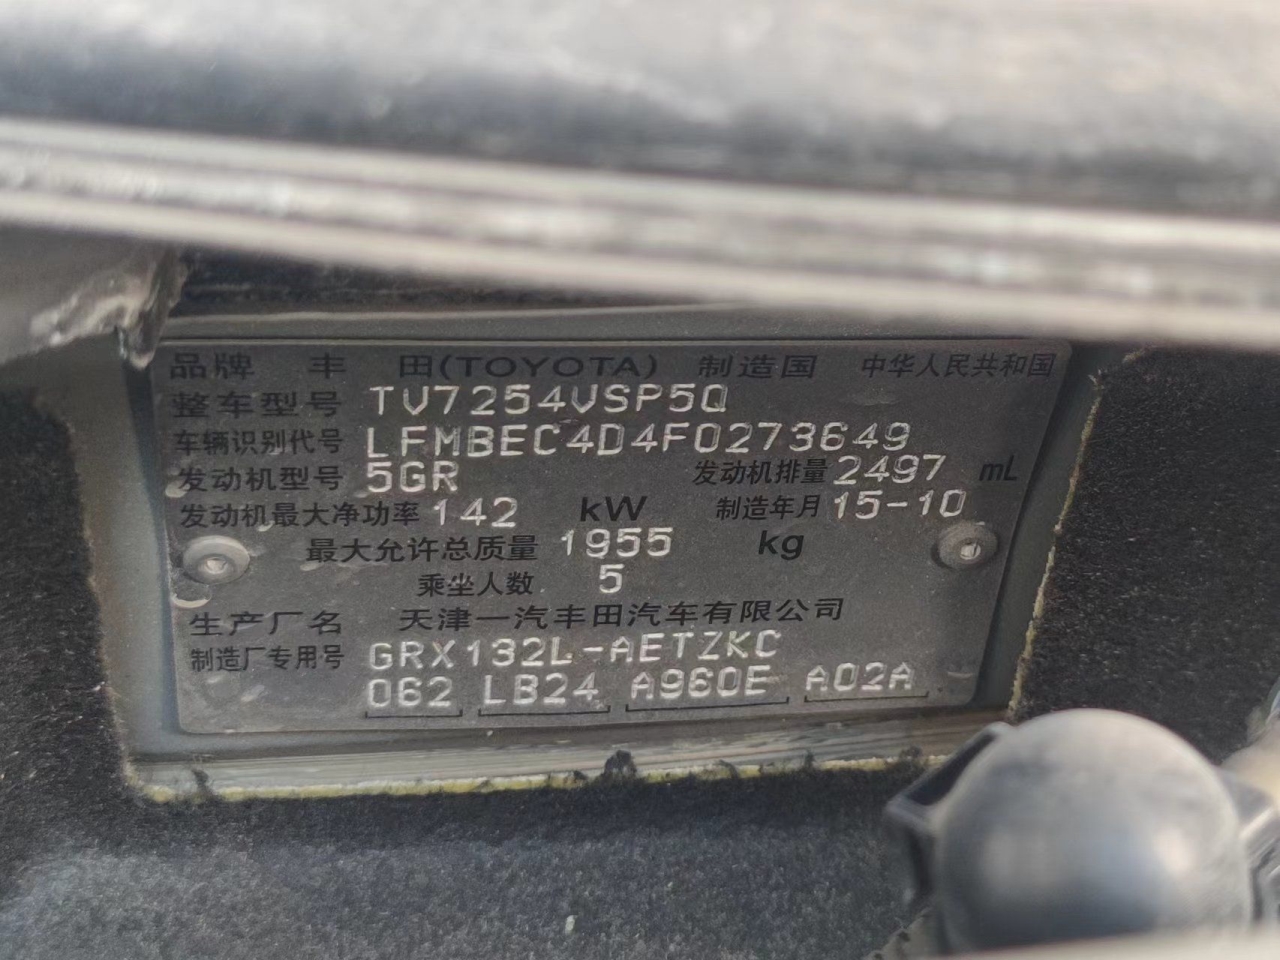 品牌 丰 田(TOYOTA) 制造国 中华人民共和国
整车型号 TV7254VSP5Q
车辆识别代号 LFMBEC4D4F0273649
发动机型号 5GR 发动机排量 2497 mL
发动机最大净功率 142 kW 制造年月 15-10
最大允许总质量 1955 kg
乘坐人数 5
生产厂名 天津一汽丰田汽车有限公司
制造厂专用号 GRX132L-AETZKC
062 LB24 A960E A02A